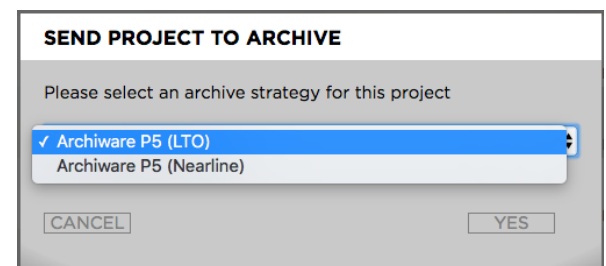 SEND PROJECT TO ARCHIVE
Please select an archive strategy for this project
✓ Archiware P5 (LTO)
Archiware P5 (Nearline)
CANCEL
YES